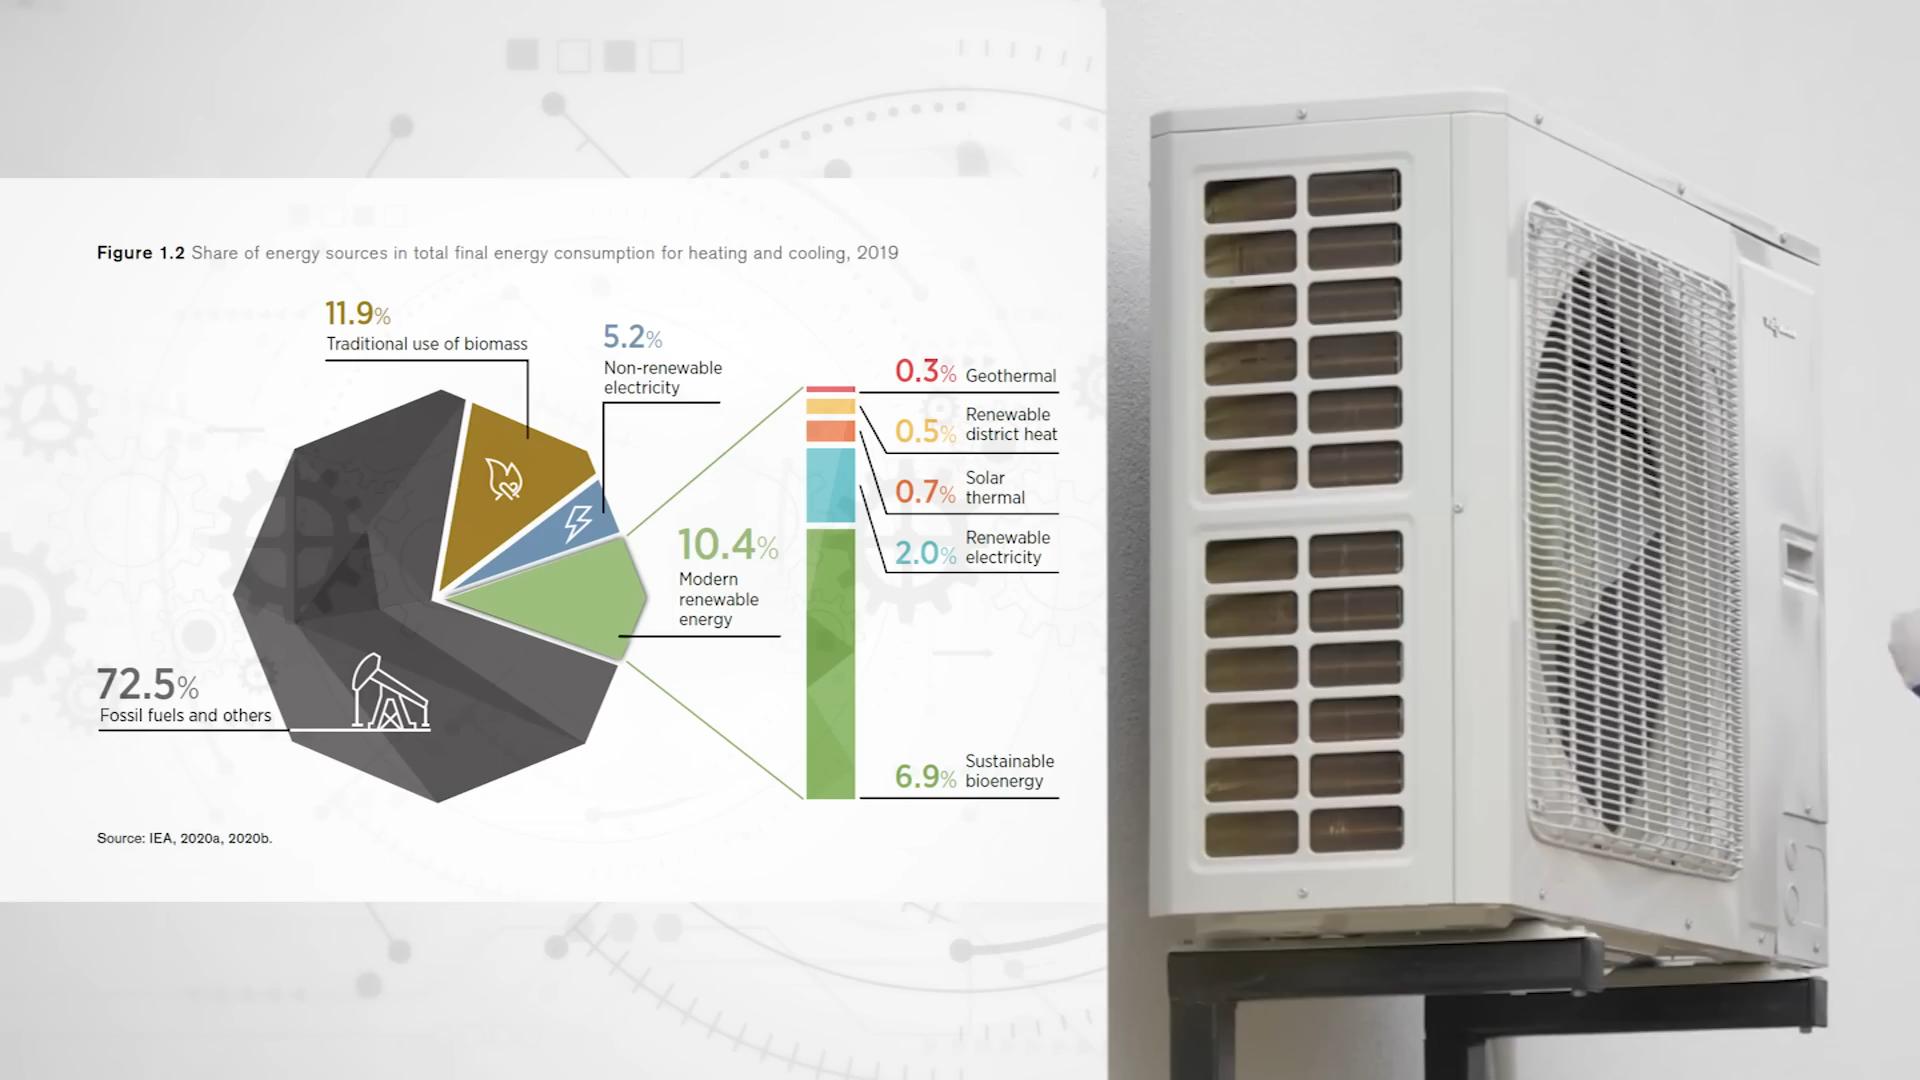 Figure 1.2 Share of energy sources in total final energy consumption for heating and cooling, 2019
11.9%
Traditional use of biomass
5.2%
Non-renewable
electricity
72.5%
Fossil fuels and others
10.4%
Modern
renewable
energy
0.3% Geothermal
0.5% Renewable
district heat
0.7% Solar
thermal
2.0% Renewable
electricity
6.9% Sustainable
bioenergy
Source: IEA, 2020a, 2020b.